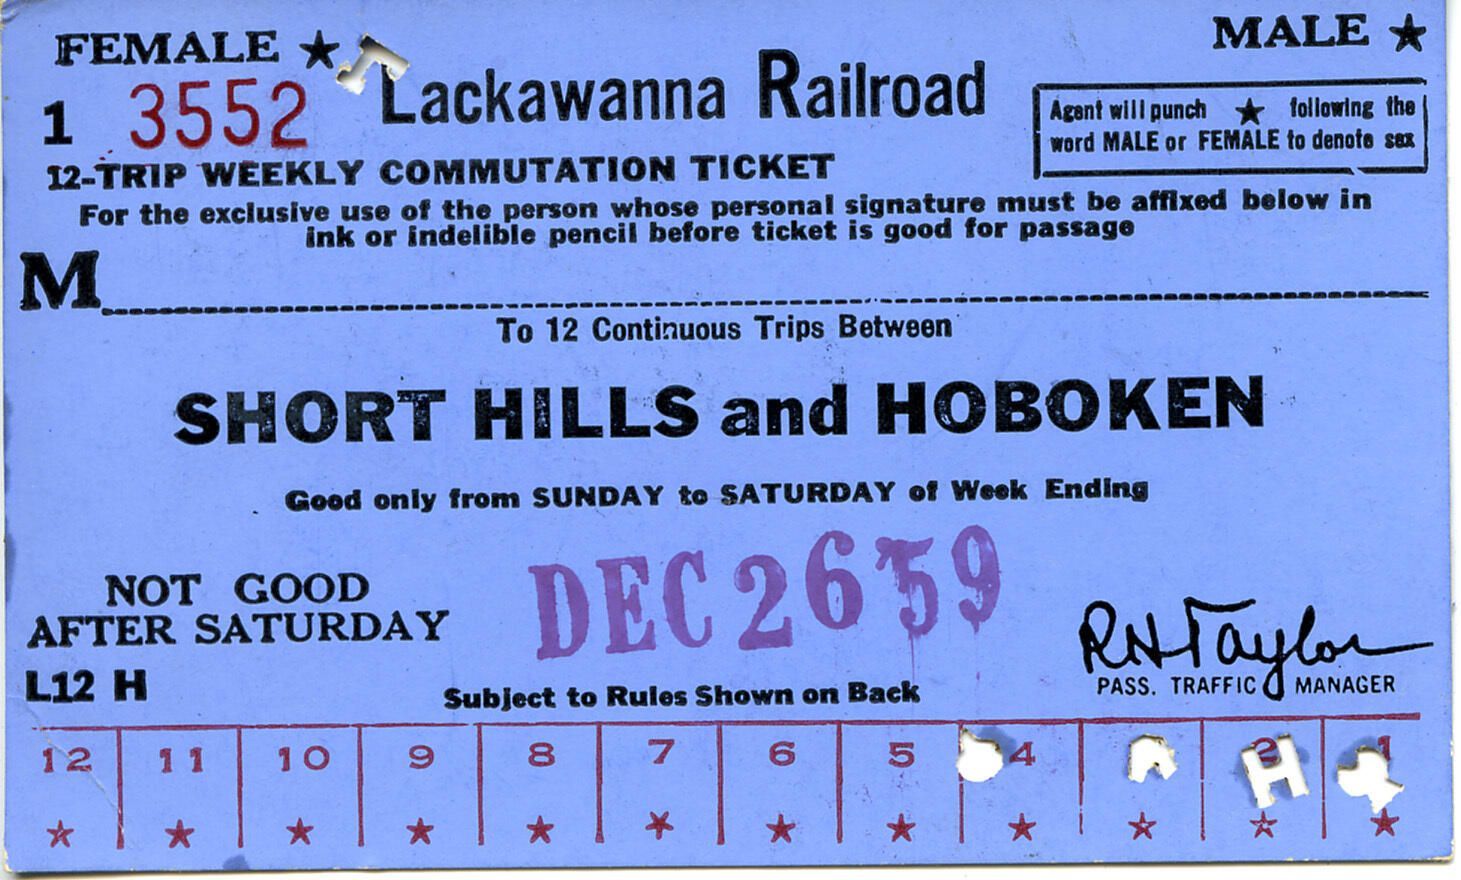 FEMALE ★
MALE ★
1 3552
Lackawanna Railroad
Agent will punch ★ following the
word MALE or FEMALE to denote sex
12-TRIP WEEKLY COMMUTATION TICKET
For the exclusive use of the person whose personal signature must be affixed below in
ink or indelible pencil before ticket is good for passage
M
To 12 Continuous Trips Between
SHORT HILLS and HOBOKEN
Good only from SUNDAY to SATURDAY of Week Ending
DEC 26 '59
NOT GOOD
AFTER SATURDAY
L12 H
Subject to Rules Shown on Back
RH Taylor
PASS. TRAFFIC MANAGER
12 11 10 9 8 7 6 5 4 2 1